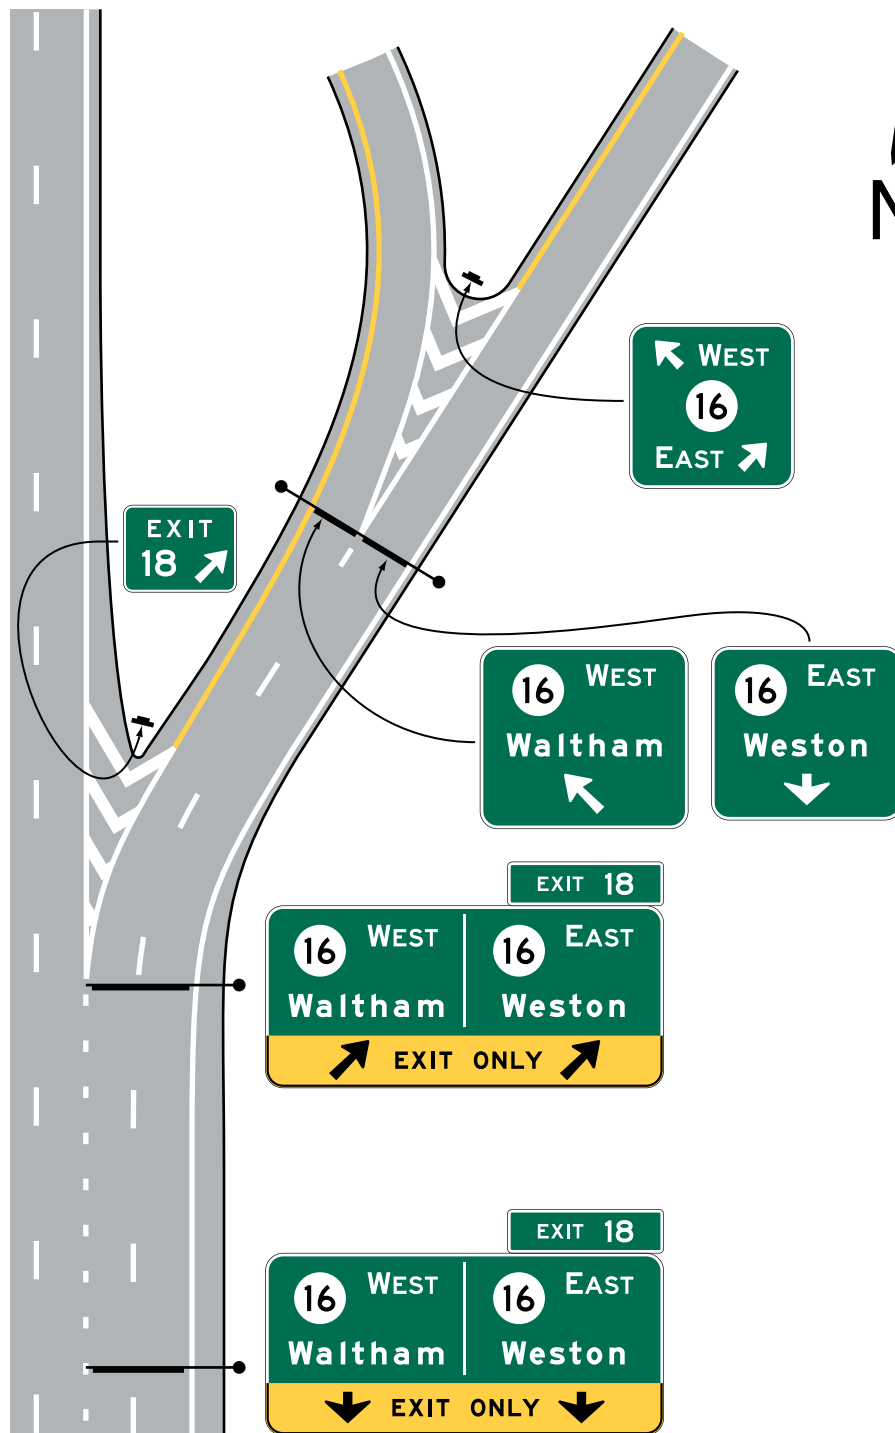 N
WEST
16
EAST
EXIT
18
16 WEST
Waltham
16 EAST
Weston
EXIT 18
16 WEST 16 EAST
Waltham Weston
EXIT ONLY
EXIT 18
16 WEST 16 EAST
Waltham Weston
EXIT ONLY